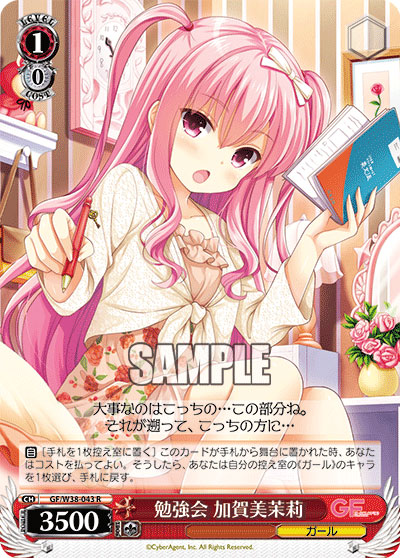 LEVEL
1
0
COST
SAMPLE
大事なのはこっちの…この部分ね。
それが遡って、こっちの方に…
自 [手札を1枚控え室に置く] このカードが手札から舞台に置かれた時、あなた
はコストを払ってよい。そうしたら、あなたは自分の控え室の《ガール》のキャラ
を1枚選び、手札に戻す。
CH
GF/W38-043 R
3500
勉強会 加賀美茉莉
GF
ガール
©CyberAgent, Inc. All Rights Reserved.